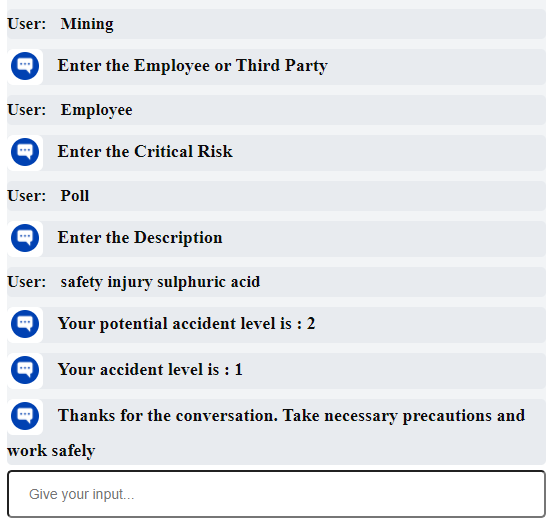 User: Mining
Enter the Employee or Third Party
User: Employee
Enter the Critical Risk
User: Poll
Enter the Description
User: safety injury sulphuric acid
Your potential accident level is : 2
Your accident level is : 1
Thanks for the conversation. Take necessary precautions and
work safely
Give your input...